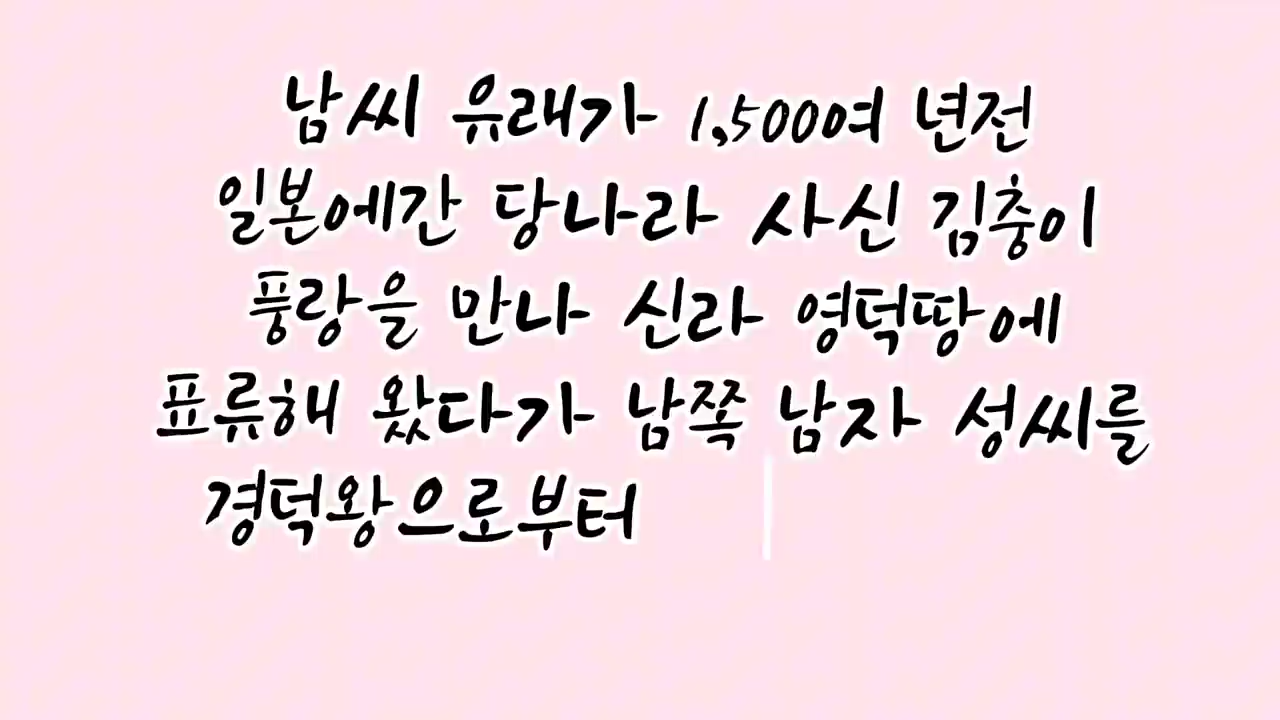 남씨 유래가 1,500여 년전
일본에간 당나라 사신 김충이
풍랑을 만나 신라 영덕땅에
표류해 왔다가 남쪽 남자 성씨를
경덕왕으로부터